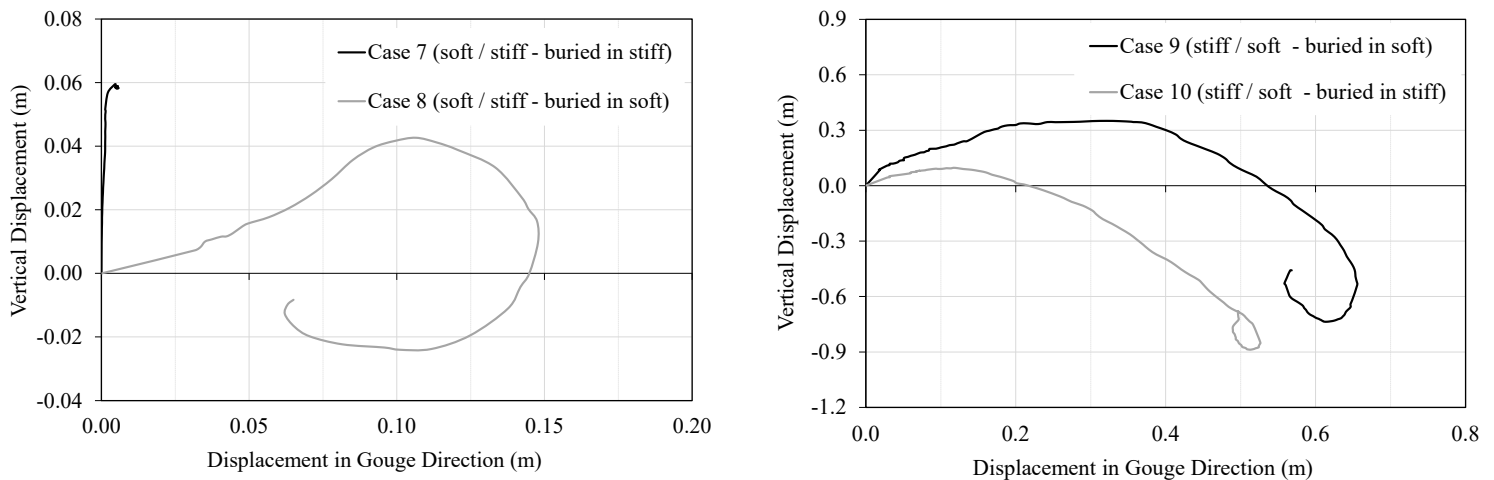 0.08
0.06
0.04
0.02
0.00
-0.02
-0.04
Vertical Displacement (m)
Case 7 (soft / stiff - buried in stiff)
Case 8 (soft / stiff - buried in soft)
0.00 0.05 0.10 0.15 0.20
Displacement in Gouge Direction (m)
0.9
0.6
0.3
0.0
-0.3
-0.6
-0.9
-1.2
Vertical Displacement (m)
Case 9 (stiff / soft - buried in soft)
Case 10 (stiff / soft - buried in stiff)
0.0 0.2 0.4 0.6 0.8
Displacement in Gouge Direction (m)